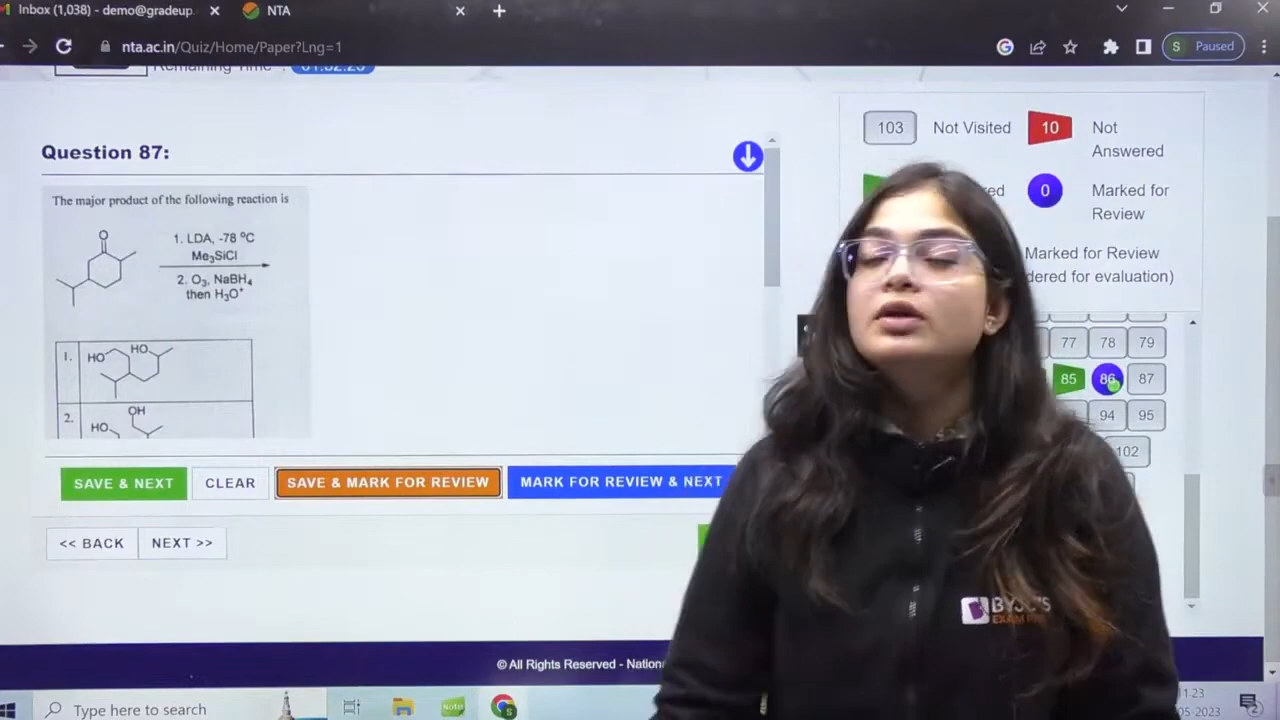 Inbox (1,038) - demo@gradeup.
NTA
nta.ac.in/Quiz/Home/Paper?Lng=1
S Paused
Remaining Time :
103 Not Visited
10 Not Answered
0 Marked for Review
Marked for Review
Question 87:
The major product of the following reaction is
O
1. LDA, -78 ºC
Me₃SiCl
2. O₃, NaBH₄
then H₃O⁺
1. HO HO
2. OH
HO
77 78 79
85 86 87
94 95
102
SAVE & NEXT CLEAR SAVE & MARK FOR REVIEW MARK FOR REVIEW & NEXT
<< BACK NEXT >>
BYJU'S
© All Rights Reserved -
Type here to search
Note